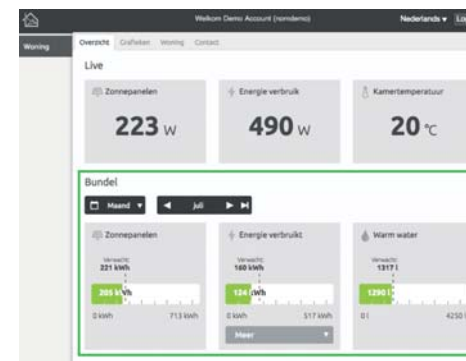 Welkom Demo Account (nomdemo)
Nederlands
Woning
Overzicht Grafieken Woning Contact
Live
Zonnepanelen
223 W
Energie verbruik
490 W
Kamertemperatuur
20 °C
Bundel
Maand
juli
Zonnepanelen
Verwacht:
221 kWh
205 kWh
0 kWh 713 kWh
Energie verbruikt
Verwacht:
160 kWh
124 kWh
0 kWh 517 kWh
Meer
Warm water
Verwacht:
1317 l
1290 l
0 l 4250 l